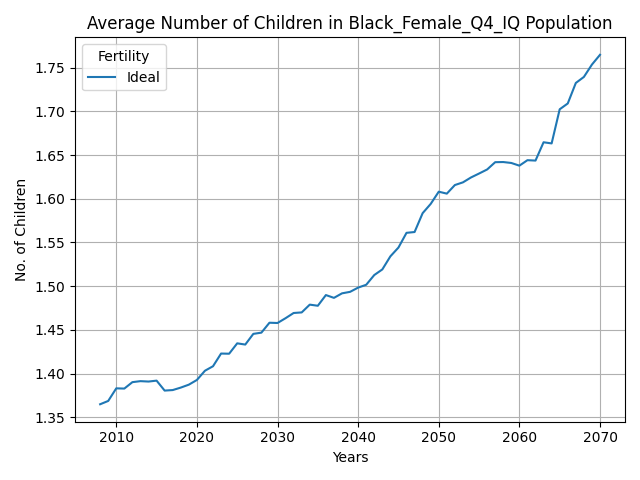 Average Number of Children in Black_Female_Q4_IQ Population
Fertility
Ideal
No. of Children
1.75
1.70
1.65
1.60
1.55
1.50
1.45
1.40
1.35
2010 2020 2030 2040 2050 2060 2070
Years